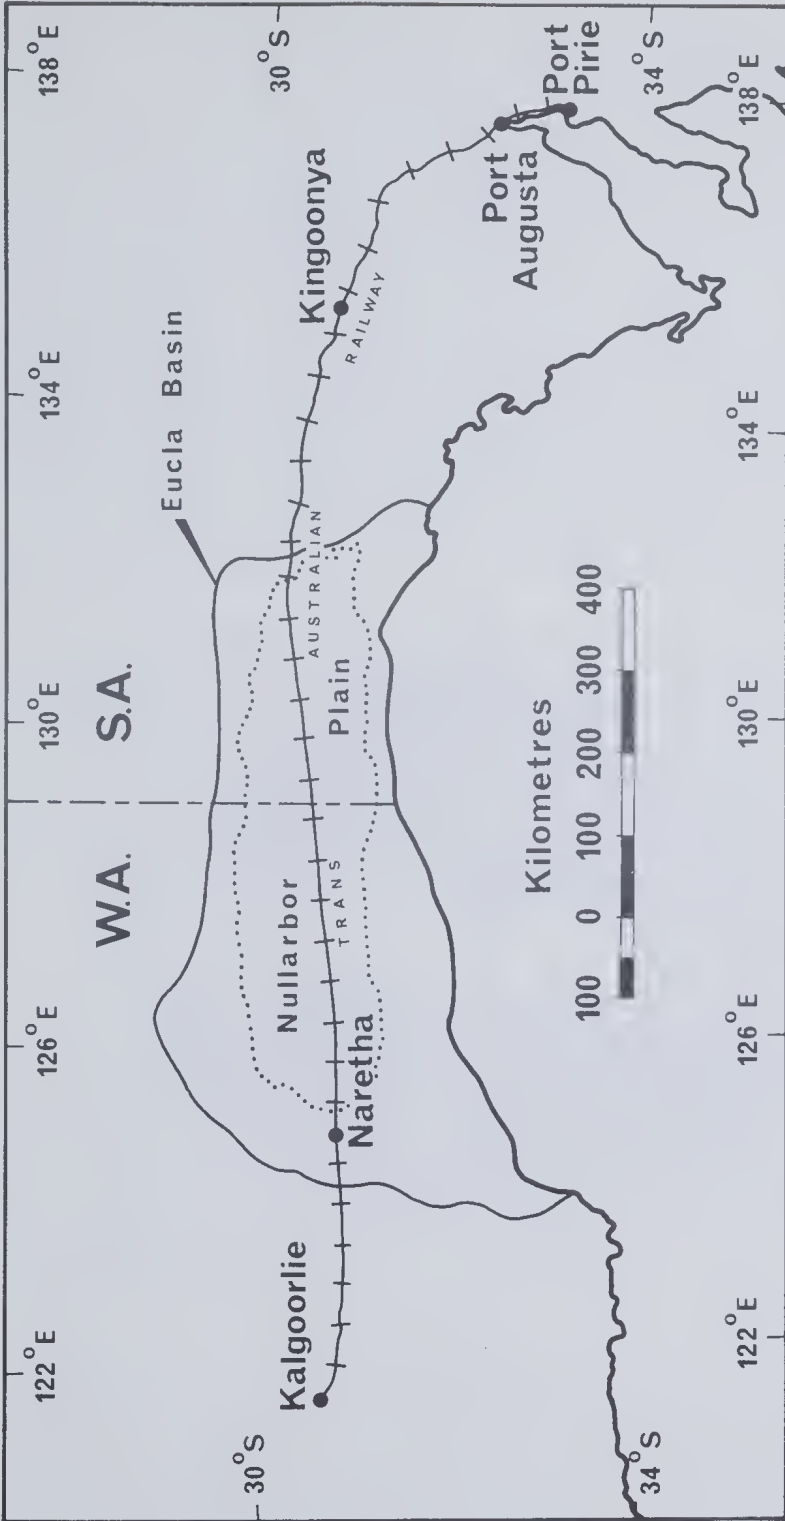 122°E
126°E
130°E
134°E
138°E
W.A.
S.A.
Eucla Basin
30°S
30°S
Kalgoorlie
Naretha
Nullarbor
Plain
TRANS
AUSTRALIAN
RAILWAY
Kingoonya
Port
Augusta
Port
Pirie
Kilometres
100 0 100 200 300 400
34°S
34°S
122°E
126°E
130°E
134°E
138°E